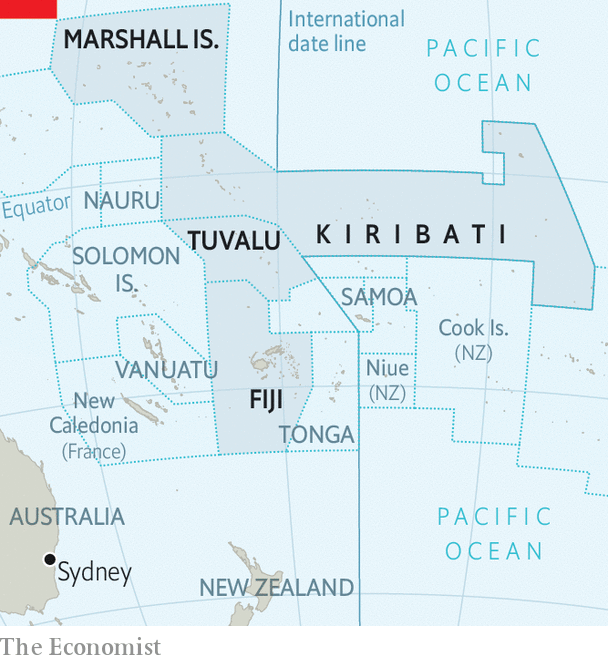 MARSHALL IS.
International
date line
PACIFIC
OCEAN
Equator
NAURU
TUVALU
KIRIBATI
SOLOMON
IS.
SAMOA
Cook Is.
(NZ)
VANUATU
Niue
(NZ)
New
Caledonia
(France)
FIJI
TONGA
AUSTRALIA
PACIFIC
OCEAN
Sydney
NEW ZEALAND
The Economist